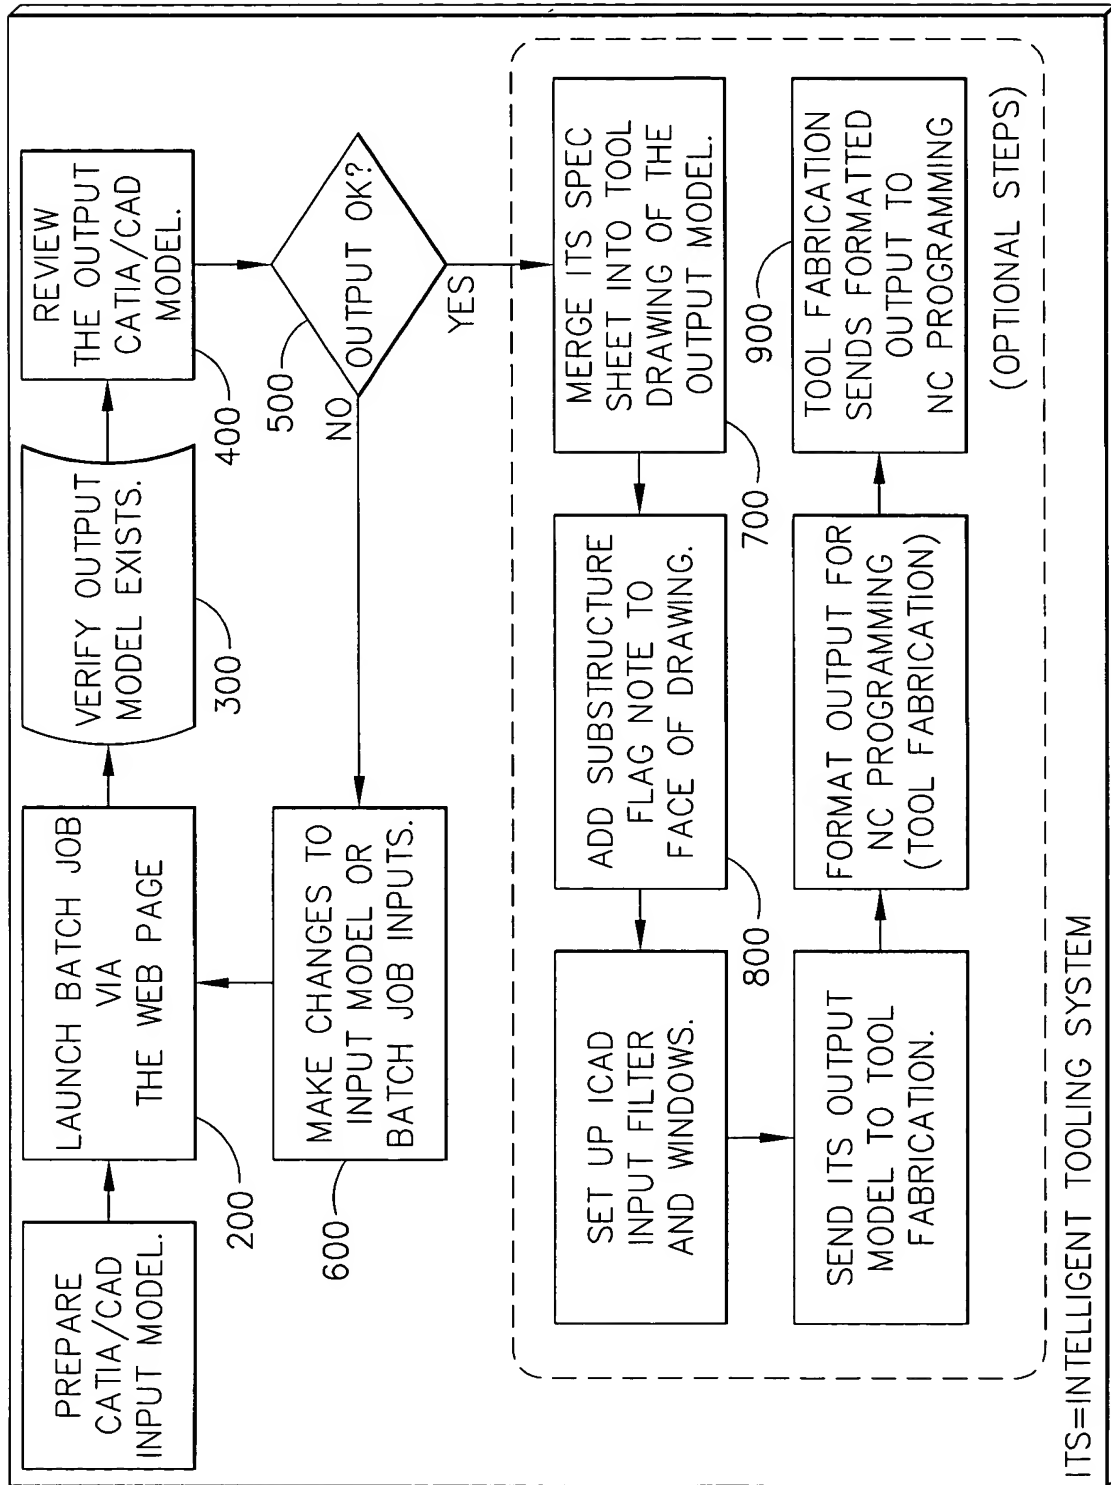 PREPARE
CATIA/CAD
INPUT MODEL.
LAUNCH BATCH JOB
VIA
THE WEB PAGE
200
VERIFY OUTPUT
MODEL EXISTS.
300
REVIEW
THE OUTPUT
CATIA/CAD
MODEL.
400
OUTPUT OK?
500
NO
YES
MAKE CHANGES TO
INPUT MODEL OR
BATCH JOB INPUTS.
600
MERGE ITS SPEC
SHEET INTO TOOL
DRAWING OF THE
OUTPUT MODEL.
700
ADD SUBSTRUCTURE
FLAG NOTE TO
FACE OF DRAWING.
800
SET UP ICAD
INPUT FILTER
AND WINDOWS.
SEND ITS OUTPUT
MODEL TO TOOL
FABRICATION.
FORMAT OUTPUT FOR
NC PROGRAMMING
(TOOL FABRICATION)
TOOL FABRICATION
SENDS FORMATTED
OUTPUT TO
NC PROGRAMMING
900
(OPTIONAL STEPS)
ITS=INTELLIGENT TOOLING SYSTEM